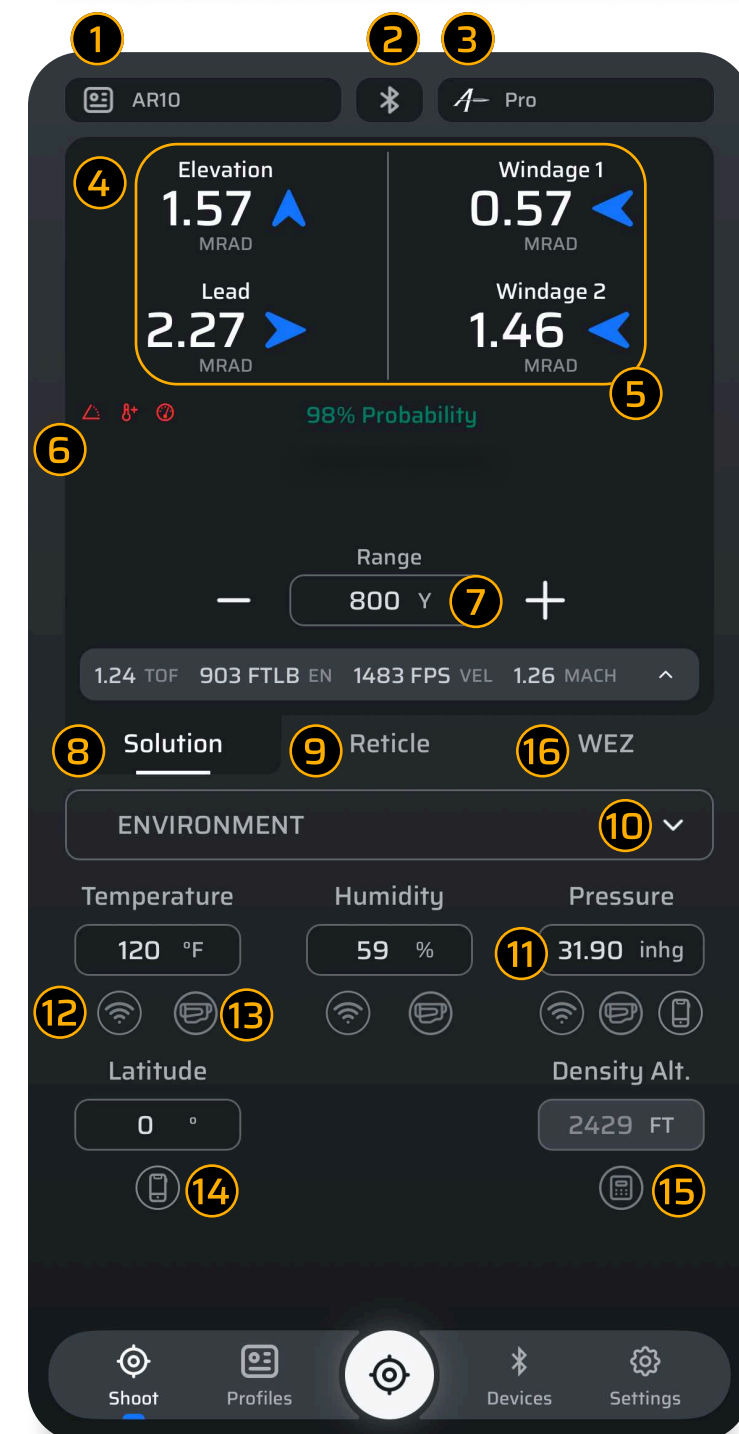 1 2 3
AR10 Pro
4
Elevation Windage 1
1.57 0.57
MRAD MRAD
Lead Windage 2
2.27 1.46
MRAD MRAD
5
98% Probability
6
Range
800 Y 7
1.24 TOF 903 FTLB EN 1483 FPS VEL 1.26 MACH
8 Solution 9 Reticle 16 WEZ
ENVIRONMENT 10
Temperature Humidity Pressure
120 °F 59 % 11 31.90 inhg
12 13
Latitude Density Alt.
0 ° 2429 FT
14 15
Shoot Profiles Devices Settings